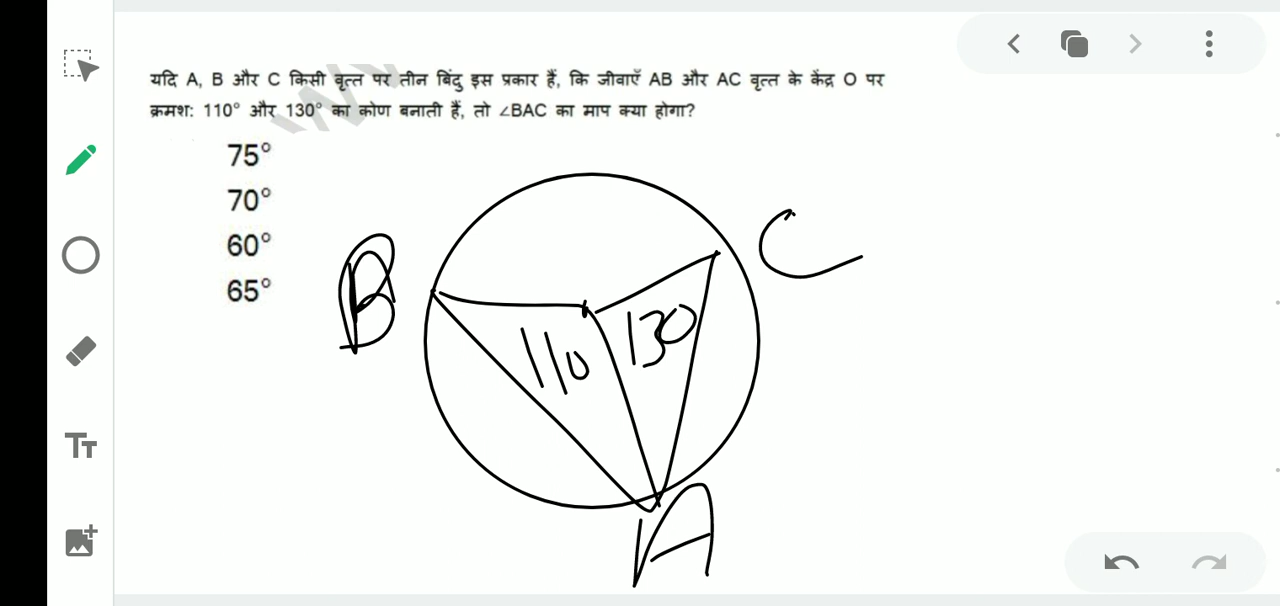 यदि A, B और C किसी वृत्त पर तीन बिंदु इस प्रकार हैं, कि जीवाएँ AB और AC वृत्त के केंद्र O पर
क्रमश: 110° और 130° का कोण बनाती हैं, तो ∠BAC का माप क्या होगा?
75°
70°
60°
65°
B
C
110
130
A
TT